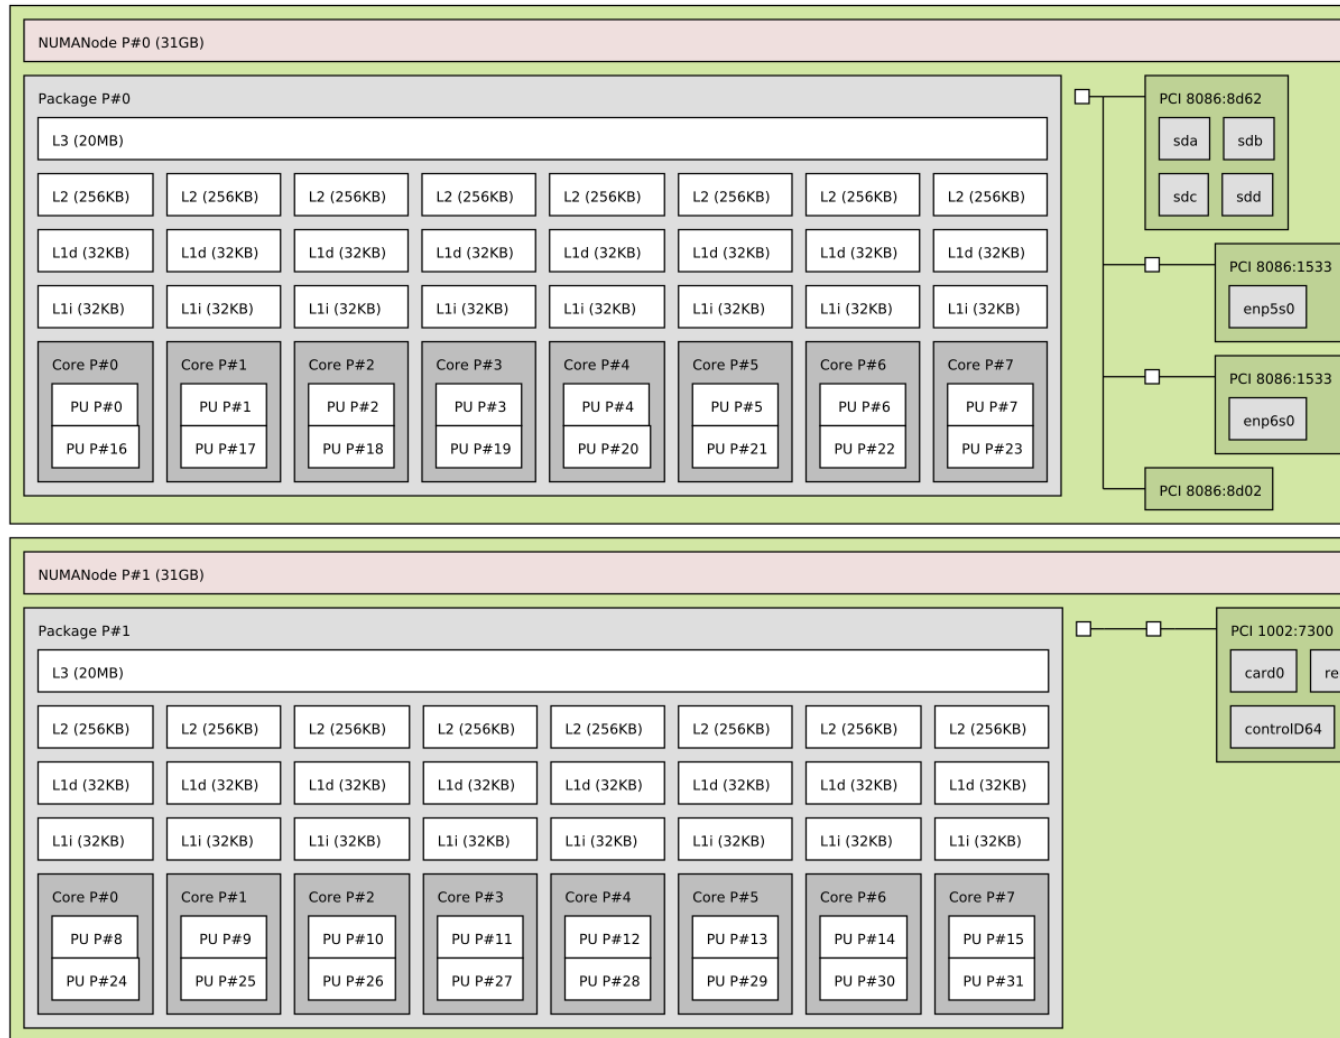 NUMANode P#0 (31GB)
Package P#0
L3 (20MB)
L2 (256KB) L2 (256KB) L2 (256KB) L2 (256KB) L2 (256KB) L2 (256KB) L2 (256KB) L2 (256KB)
L1d (32KB) L1d (32KB) L1d (32KB) L1d (32KB) L1d (32KB) L1d (32KB) L1d (32KB) L1d (32KB)
L1i (32KB) L1i (32KB) L1i (32KB) L1i (32KB) L1i (32KB) L1i (32KB) L1i (32KB) L1i (32KB)
Core P#0 Core P#1 Core P#2 Core P#3 Core P#4 Core P#5 Core P#6 Core P#7
PU P#0 PU P#1 PU P#2 PU P#3 PU P#4 PU P#5 PU P#6 PU P#7
PU P#16 PU P#17 PU P#18 PU P#19 PU P#20 PU P#21 PU P#22 PU P#23
PCI 8086:8d62
sda sdb
sdc sdd
PCI 8086:1533
enp5s0
PCI 8086:1533
enp6s0
PCI 8086:8d02
NUMANode P#1 (31GB)
Package P#1
L3 (20MB)
L2 (256KB) L2 (256KB) L2 (256KB) L2 (256KB) L2 (256KB) L2 (256KB) L2 (256KB) L2 (256KB)
L1d (32KB) L1d (32KB) L1d (32KB) L1d (32KB) L1d (32KB) L1d (32KB) L1d (32KB) L1d (32KB)
L1i (32KB) L1i (32KB) L1i (32KB) L1i (32KB) L1i (32KB) L1i (32KB) L1i (32KB) L1i (32KB)
Core P#0 Core P#1 Core P#2 Core P#3 Core P#4 Core P#5 Core P#6 Core P#7
PU P#8 PU P#9 PU P#10 PU P#11 PU P#12 PU P#13 PU P#14 PU P#15
PU P#24 PU P#25 PU P#26 PU P#27 PU P#28 PU P#29 PU P#30 PU P#31
PCI 1002:7300
card0 re
controlD64